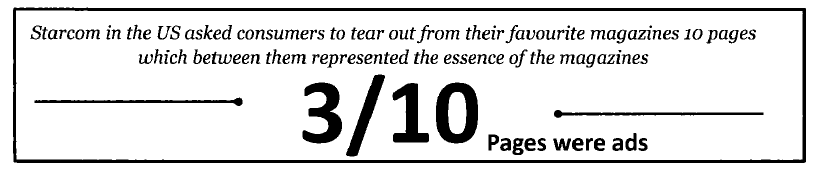 Starcom in the US asked consumers to tear out from their favourite magazines 10 pages
which between them represented the essence of the magazines
3/10 Pages were ads